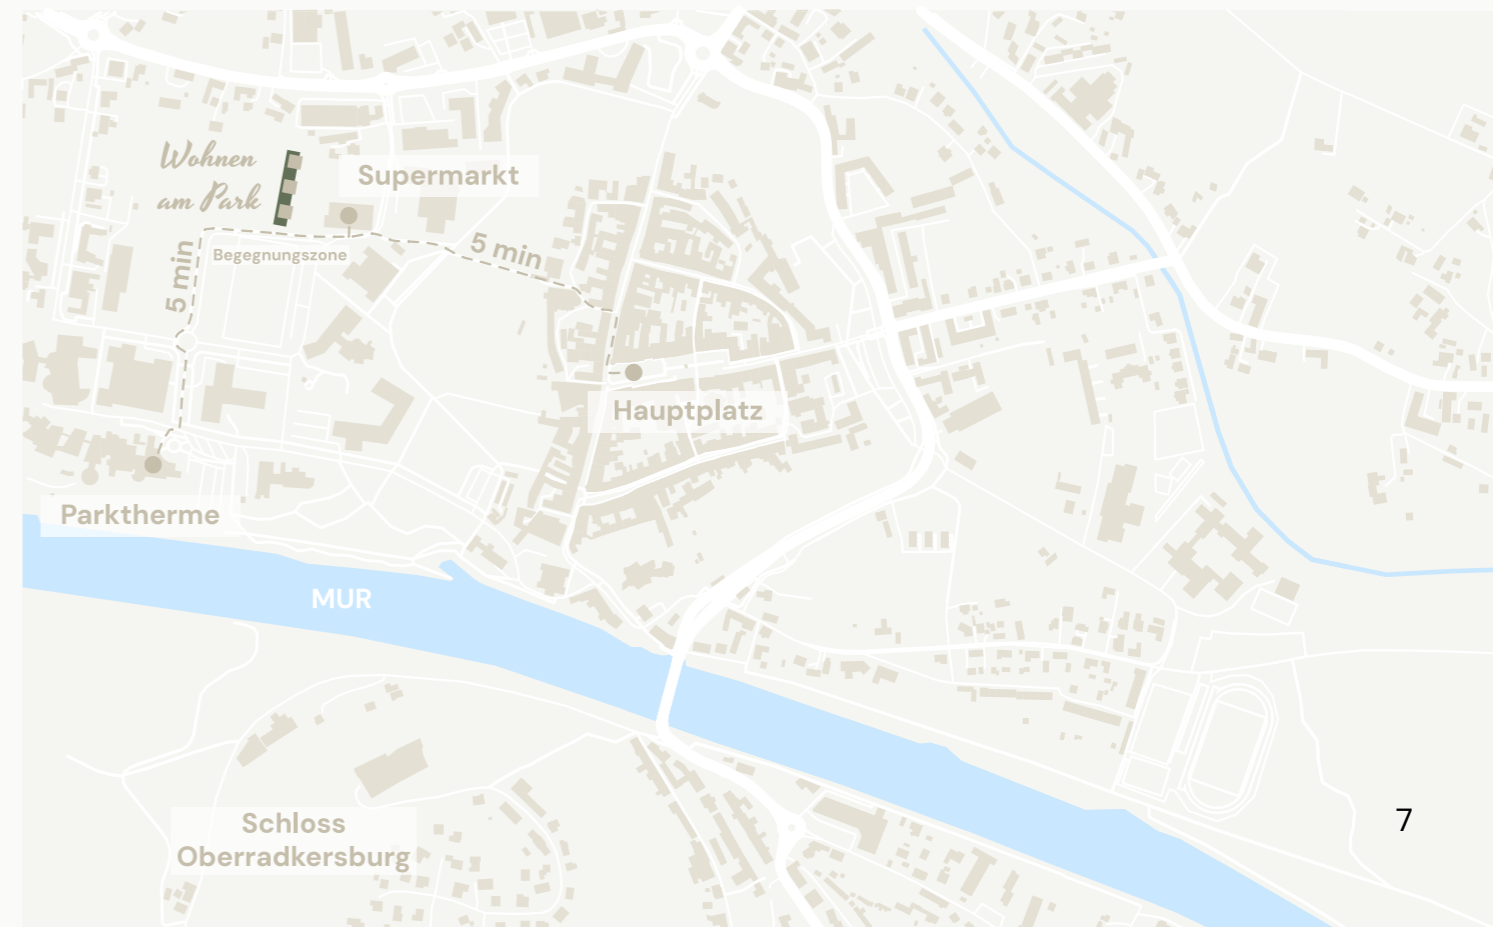 Wohnen
am Park
Supermarkt
5 min
Begegnungszone
5 min
Hauptplatz
Parktherme
MUR
Schloss
Oberradkersburg
7